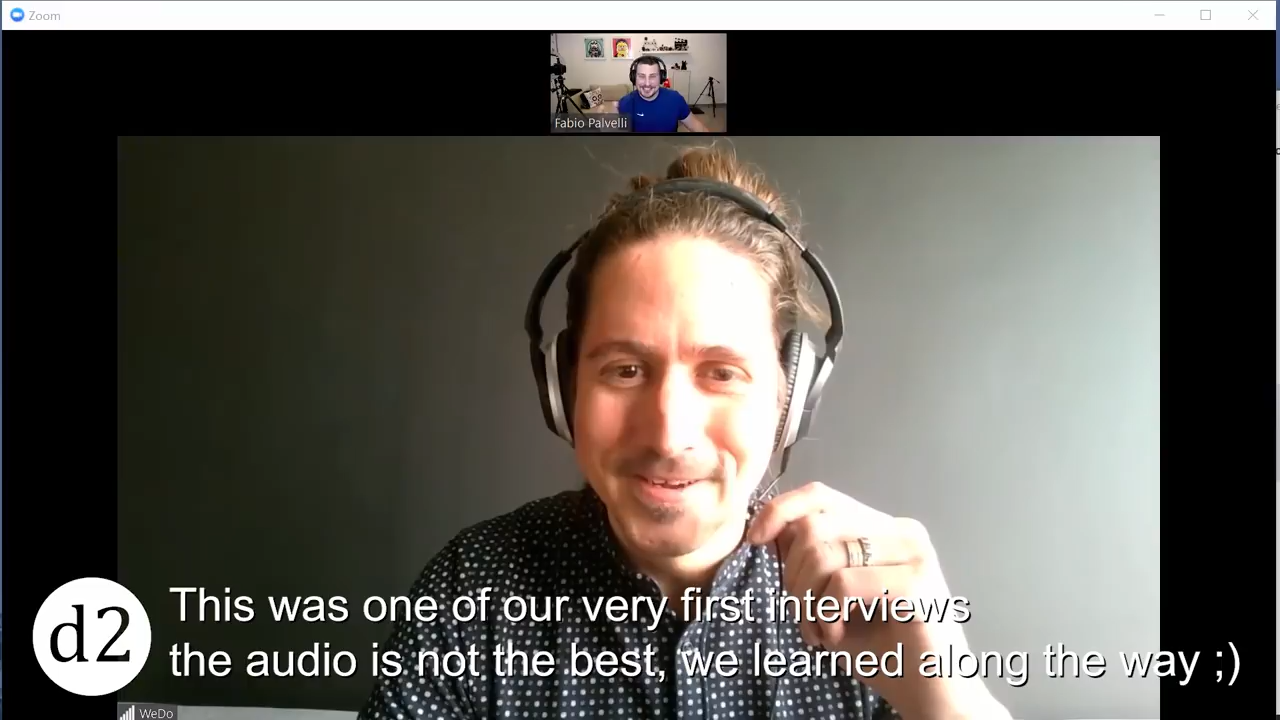 Zoom
Fabio Palvelli
d2
This was one of our very first interviews
the audio is not the best, we learned along the way ;)
WeDo